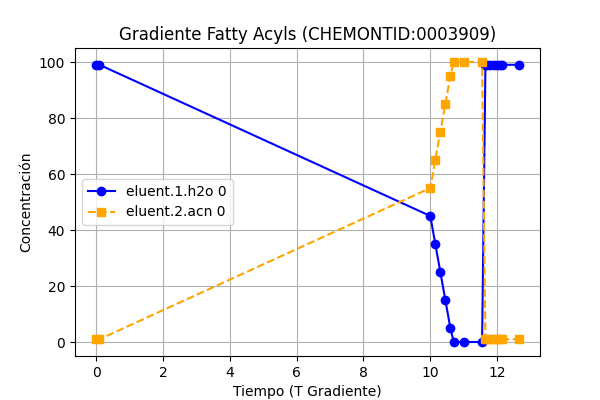 Gradiente Fatty Acyls (CHEMONTID:0003909)
100
80
60
40
20
0
Concentración
eluent.1.h2o 0
eluent.2.acn 0
0 2 4 6 8 10 12
Tiempo (T Gradiente)